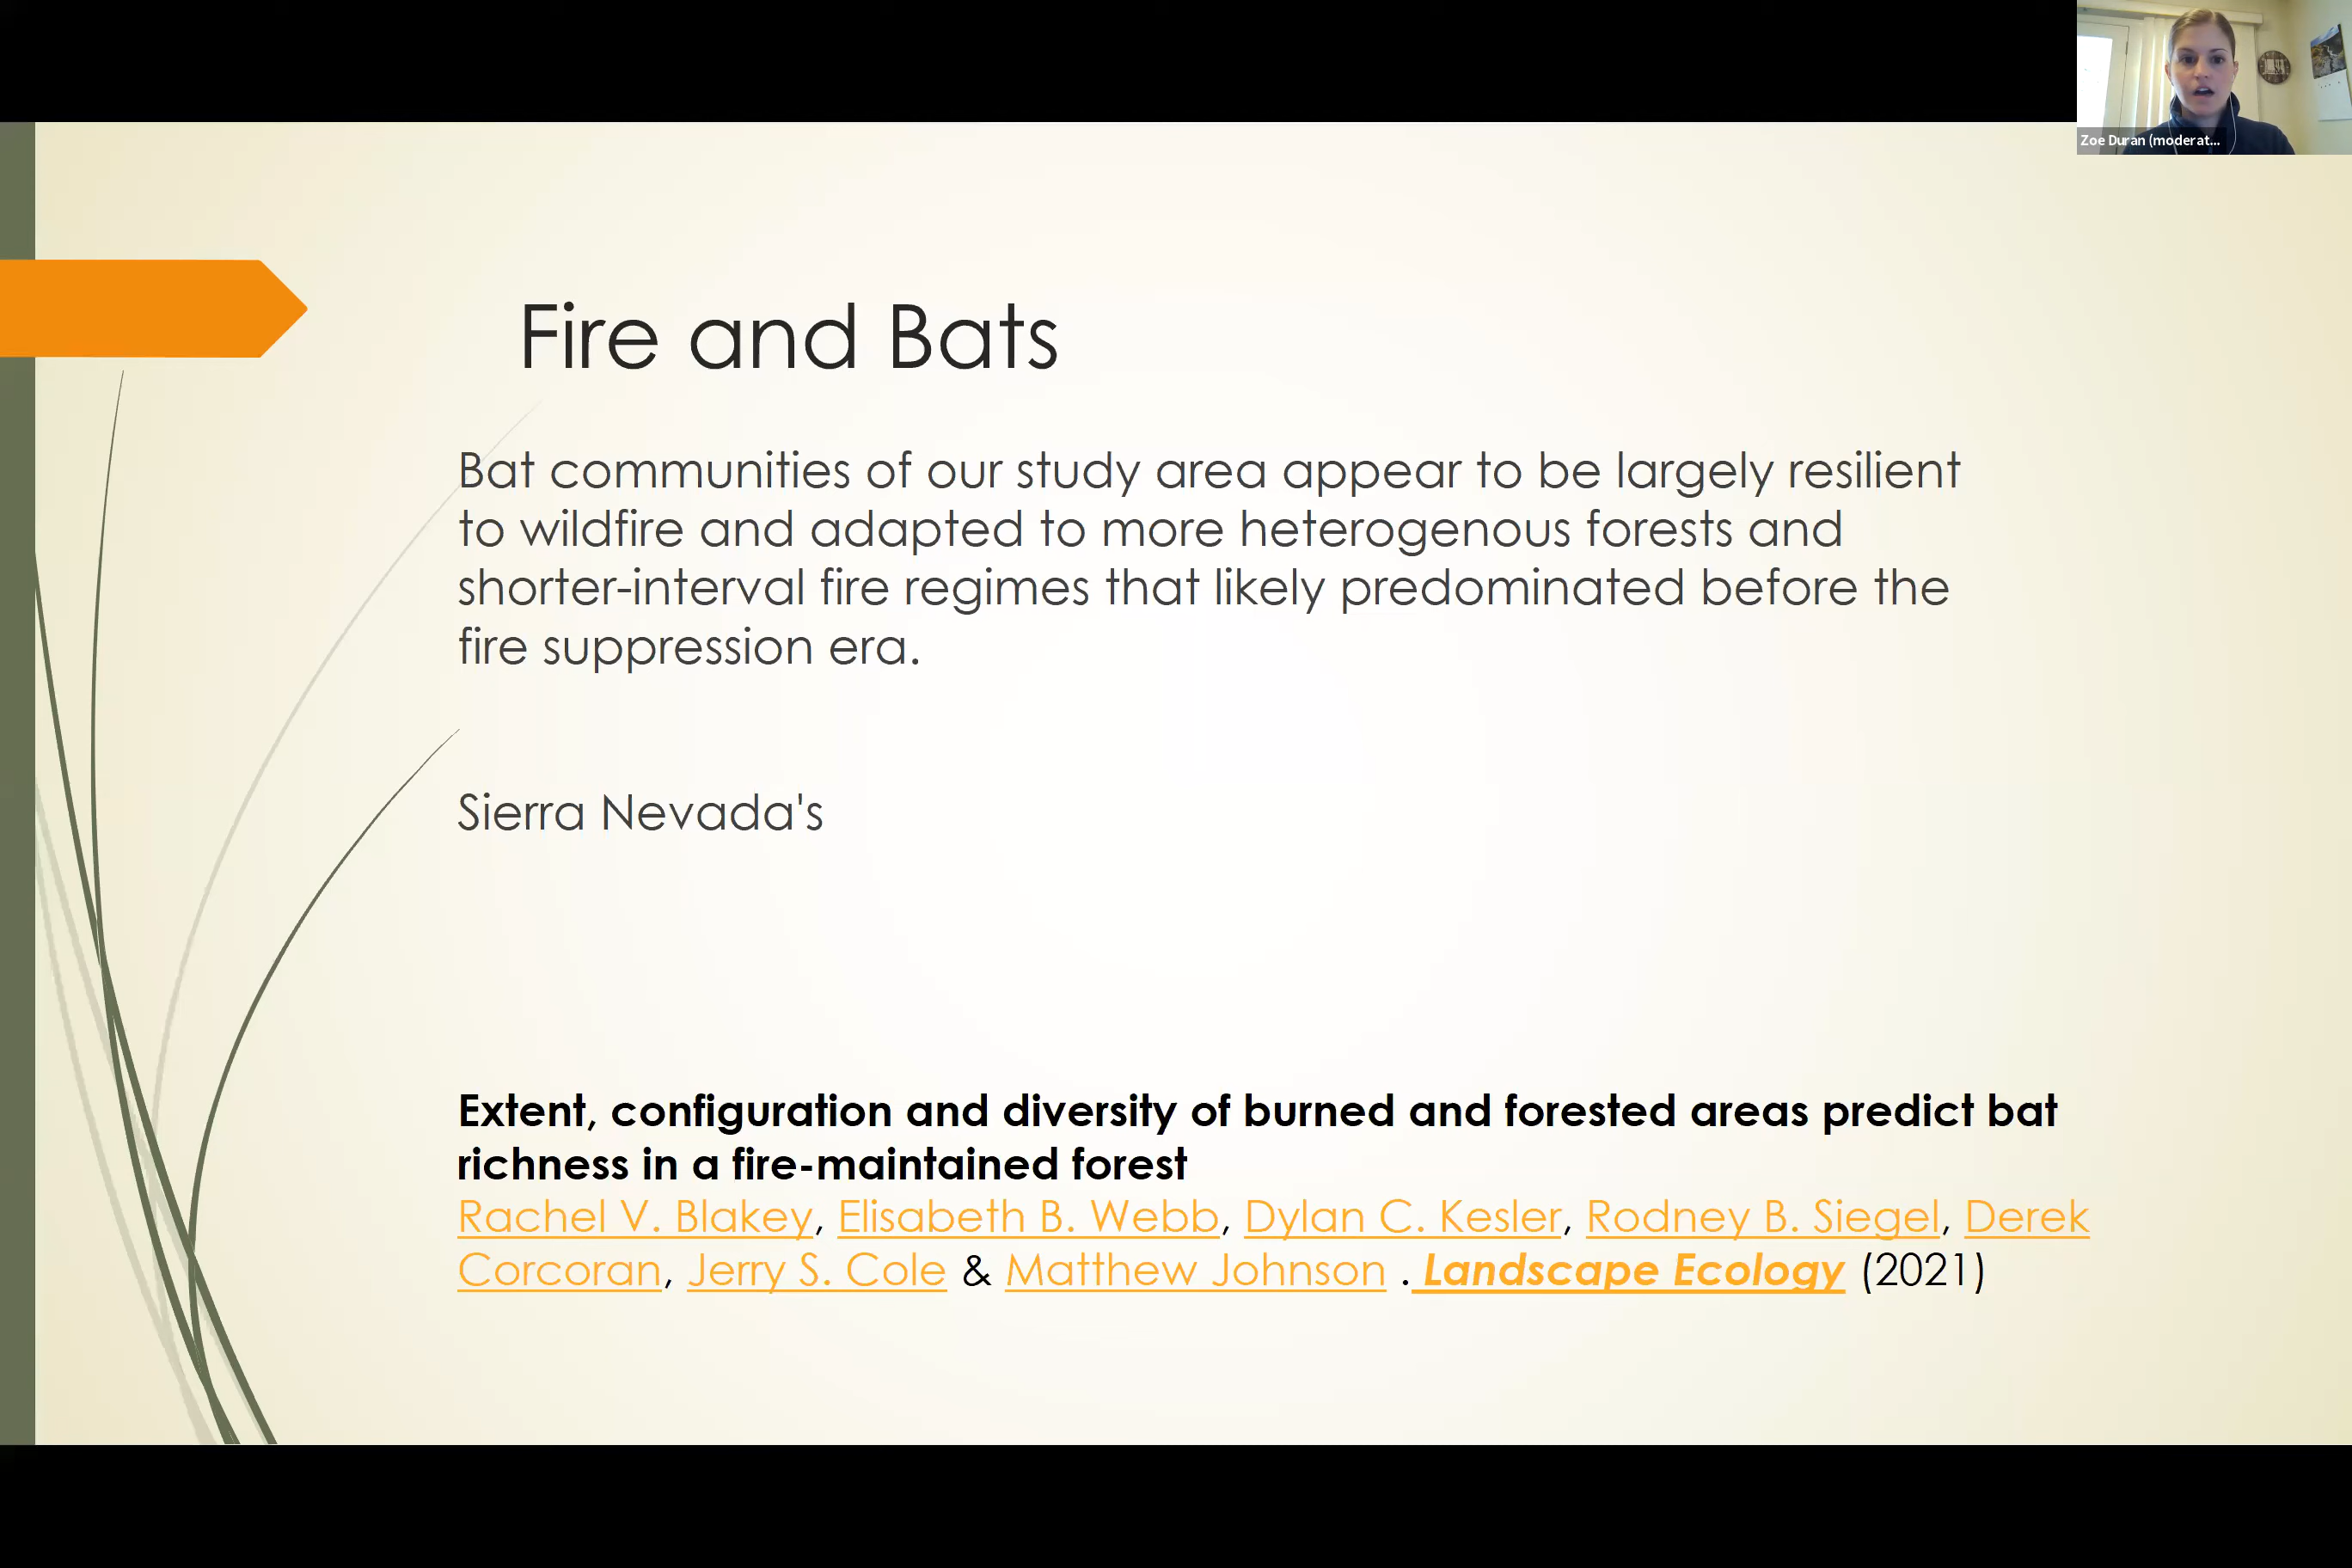 Zoe Duran (moderat...
Fire and Bats
Bat communities of our study area appear to be largely resilient
to wildfire and adapted to more heterogenous forests and
shorter-interval fire regimes that likely predominated before the
fire suppression era.
Sierra Nevada's
Extent, configuration and diversity of burned and forested areas predict bat
richness in a fire-maintained forest
Rachel V. Blakey, Elisabeth B. Webb, Dylan C. Kesler, Rodney B. Siegel, Derek
Corcoran, Jerry S. Cole & Matthew Johnson . Landscape Ecology (2021)